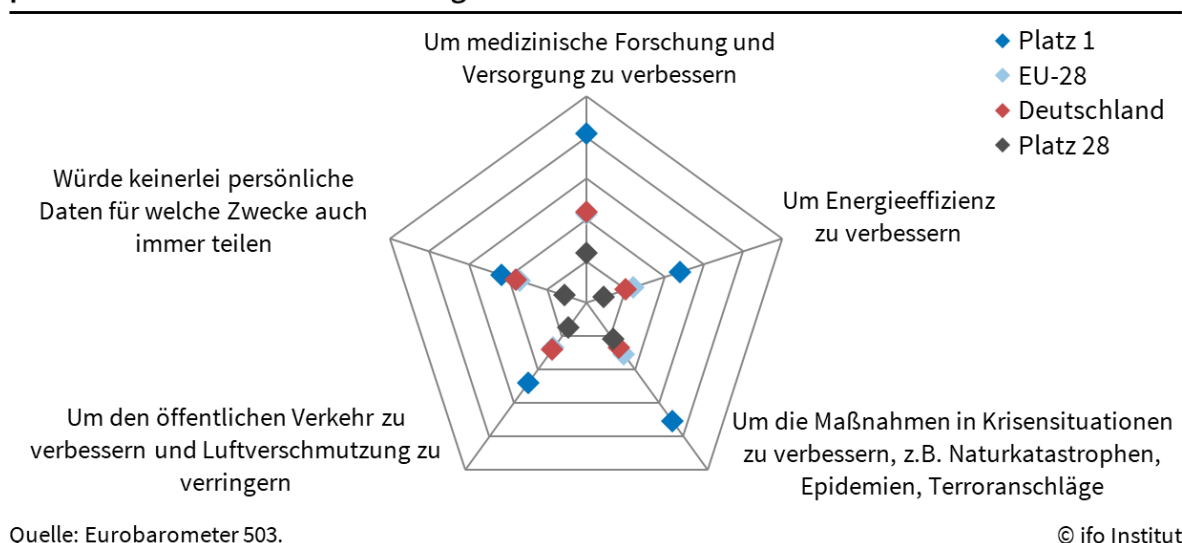 Um medizinische Forschung und
Versorgung zu verbessern
Platz 1
EU-28
Deutschland
Platz 28
Würde keinerlei persönliche
Daten für welche Zwecke auch
immer teilen
Um Energieeffizienz
zu verbessern
Um den öffentlichen Verkehr zu
verbessern und Luftverschmutzung zu
verringern
Um die Maßnahmen in Krisensituationen
zu verbessern, z.B. Naturkatastrophen,
Epidemien, Terroranschläge
Quelle: Eurobarometer 503.
© ifo Institut